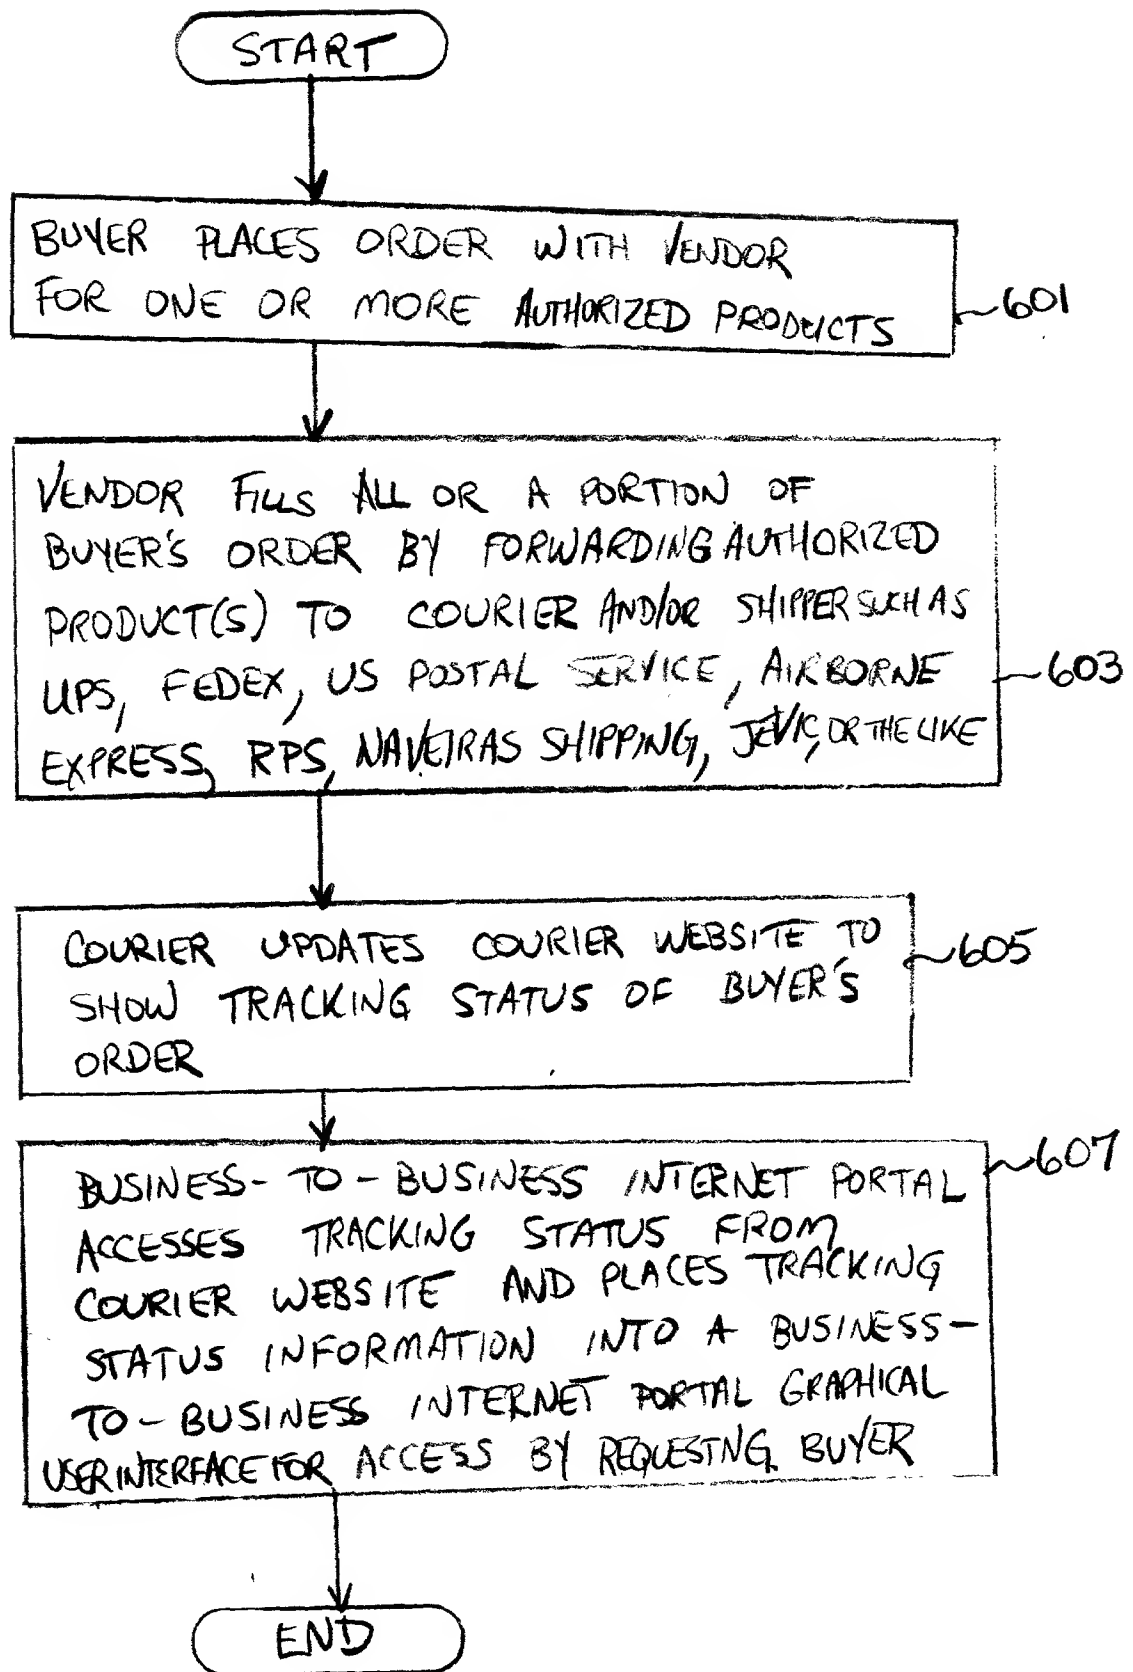 START
BUYER PLACES ORDER WITH VENDOR
FOR ONE OR MORE AUTHORIZED PRODUCTS
601
VENDOR FILLS ALL OR A PORTION OF
BUYER'S ORDER BY FORWARDING AUTHORIZED
PRODUCT(S) TO COURIER AND/OR SHIPPER SUCH AS
UPS, FEDEX, US POSTAL SERVICE, AIRBORNE
EXPRESS, RPS, NAVEIRAS SHIPPING, JEVIC, OR THE LIKE
603
COURIER UPDATES COURIER WEBSITE TO
SHOW TRACKING STATUS OF BUYER'S
ORDER
605
BUSINESS-TO-BUSINESS INTERNET PORTAL
ACCESSES TRACKING STATUS FROM
COURIER WEBSITE AND PLACES TRACKING
STATUS INFORMATION INTO A BUSINESS-
TO-BUSINESS INTERNET PORTAL GRAPHICAL
USER INTERFACE FOR ACCESS BY REQUESTNG BUYER
607
END